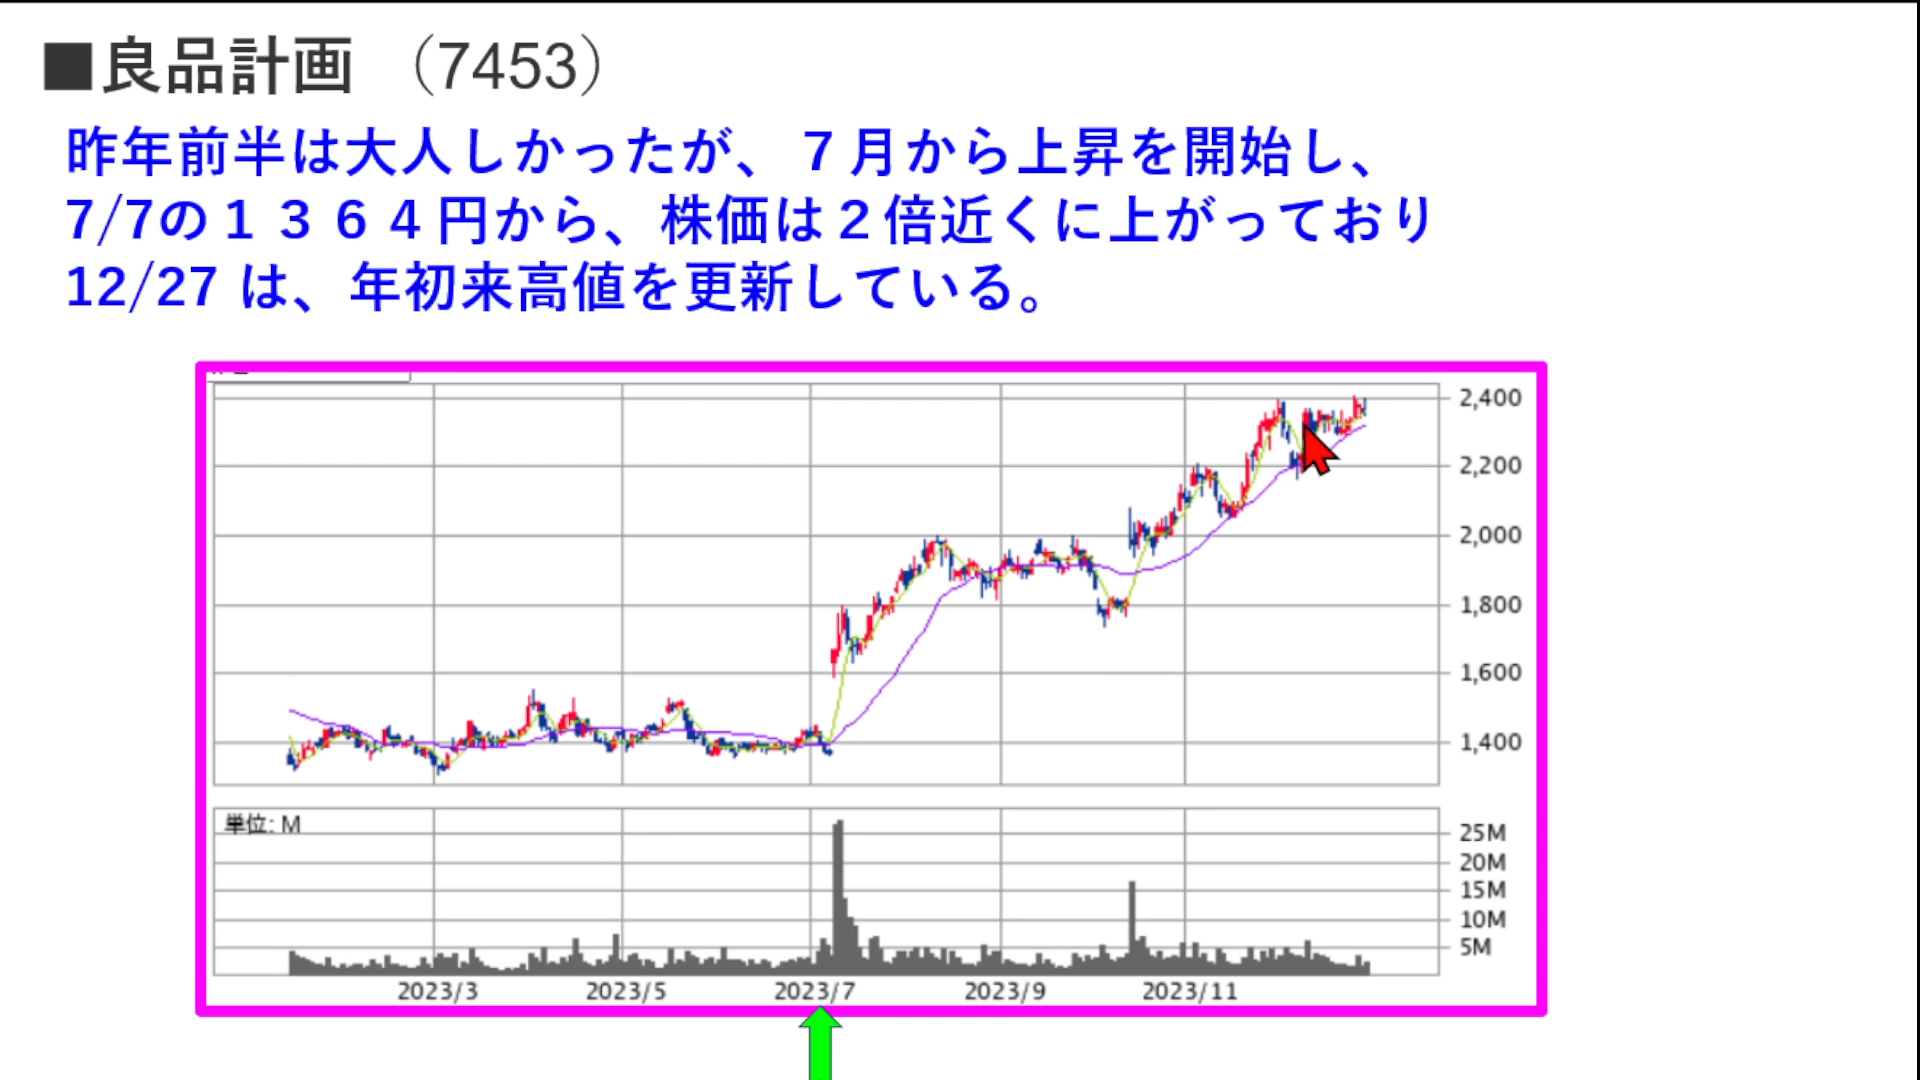 ■良品計画 （7453）
昨年前半は大人しかったが、７月から上昇を開始し、
7/7の１３６４円から、株価は２倍近くに上がっており
12/27 は、年初来高値を更新している。
2,400
2,200
2,000
1,800
1,600
1,400
単位: M
25M
20M
15M
10M
5M
2023/3 2023/5 2023/7 2023/9 2023/11